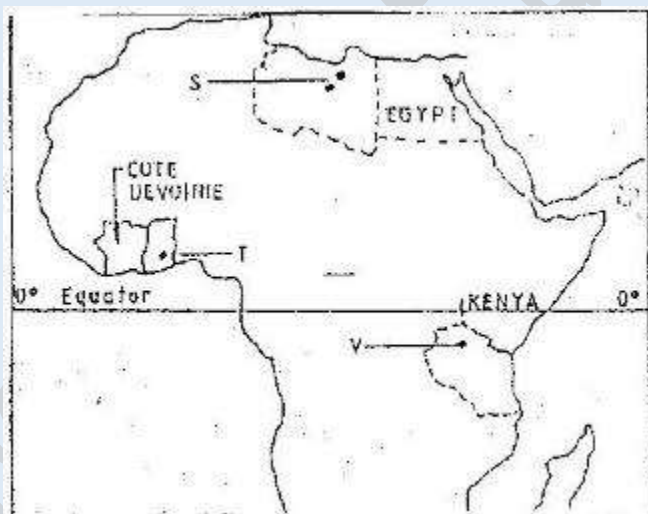 S
EGYPT
COTE
DEVOIRIE
T
0° Equator KENYA 0°
V